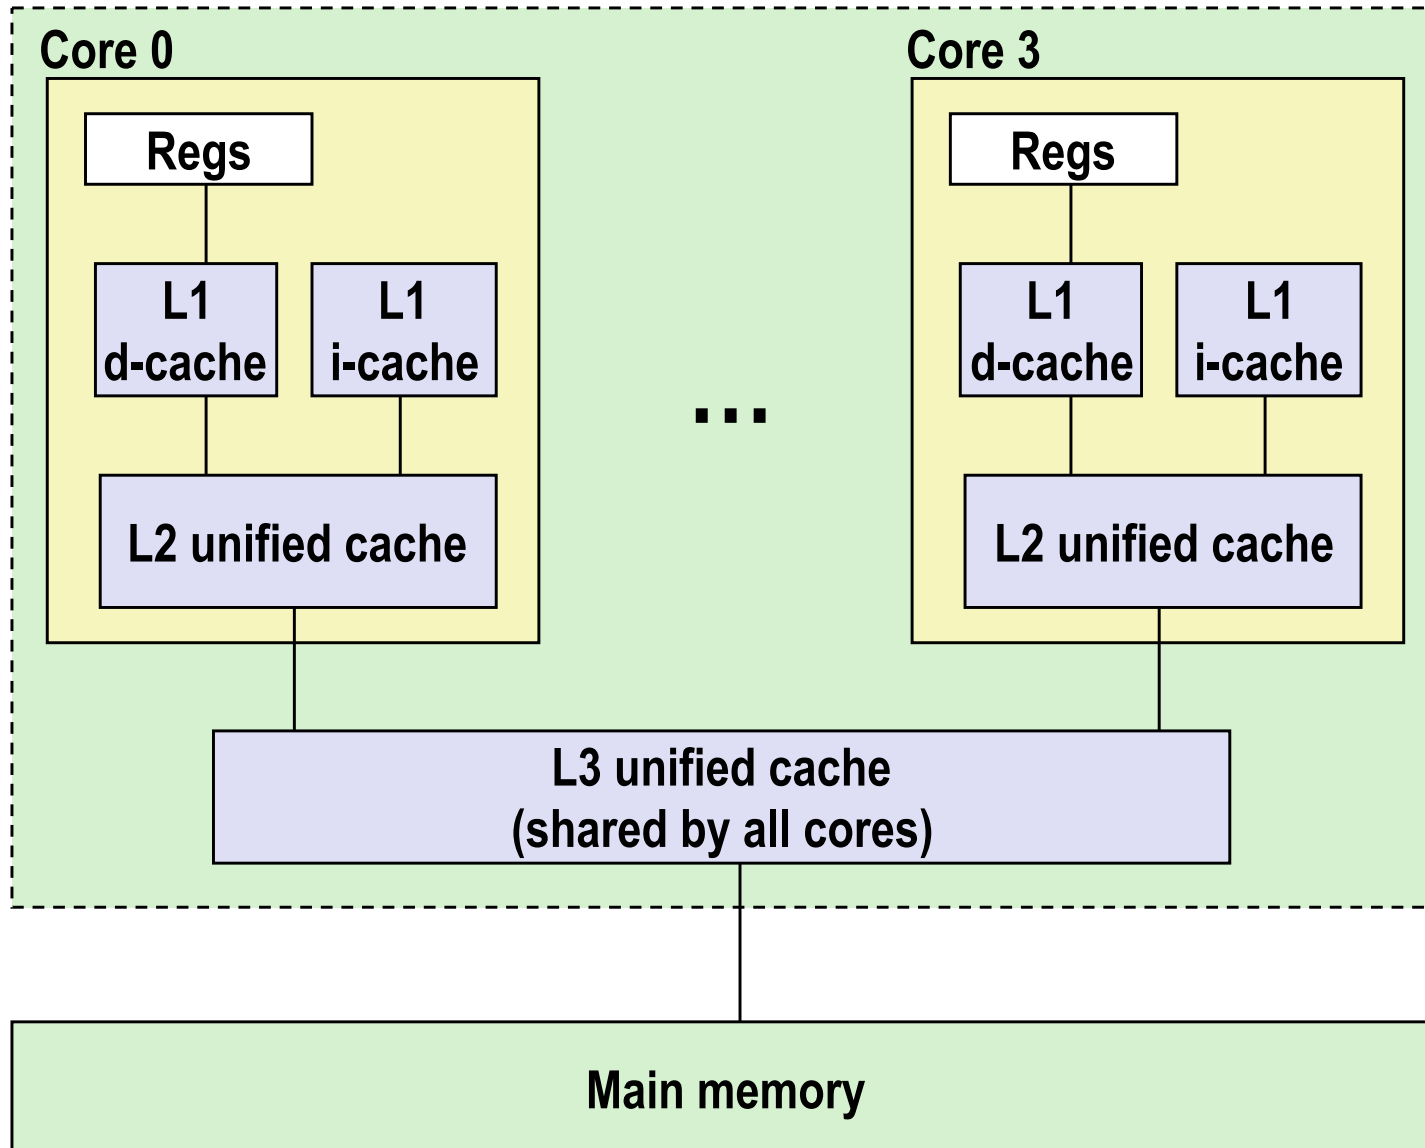 Core 0
Regs
L1
d-cache
L1
i-cache
L2 unified cache
...
Core 3
Regs
L1
d-cache
L1
i-cache
L2 unified cache
L3 unified cache
(shared by all cores)
Main memory